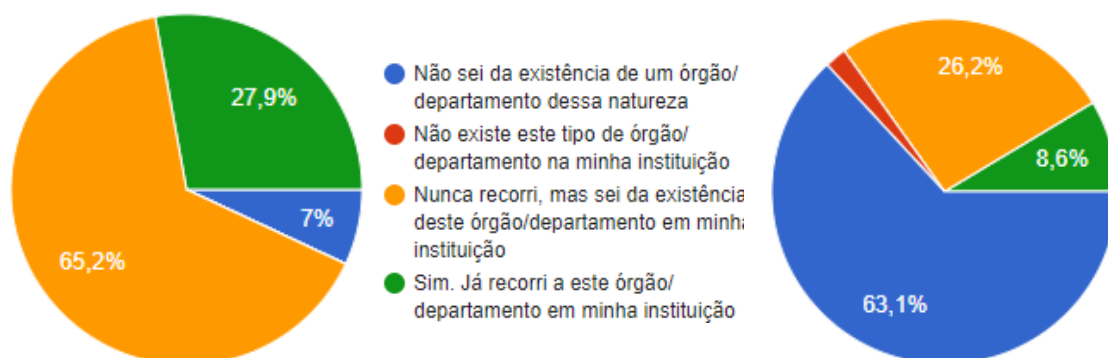 27,9%
7%
65,2%
Não sei da existência de um órgão/
departamento dessa natureza
Não existe este tipo de órgão/
departamento na minha instituição
Nunca recorri, mas sei da existência
deste órgão/departamento em minha
instituição
Sim. Já recorri a este órgão/
departamento em minha instituição
26,2%
8,6%
63,1%